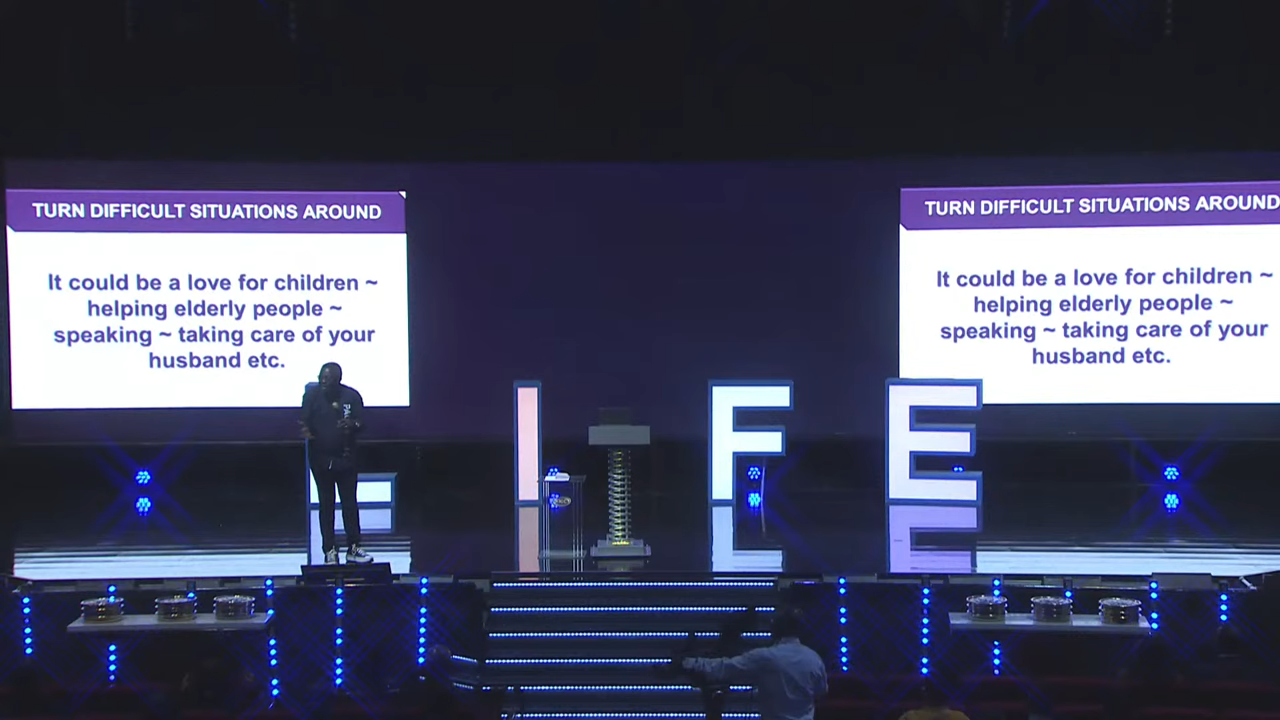 TURN DIFFICULT SITUATIONS AROUND
It could be a love for children ~
helping elderly people ~
speaking ~ taking care of your
husband etc.
TURN DIFFICULT SITUATIONS AROUND
It could be a love for children ~
helping elderly people ~
speaking ~ taking care of your
husband etc.
L I F E